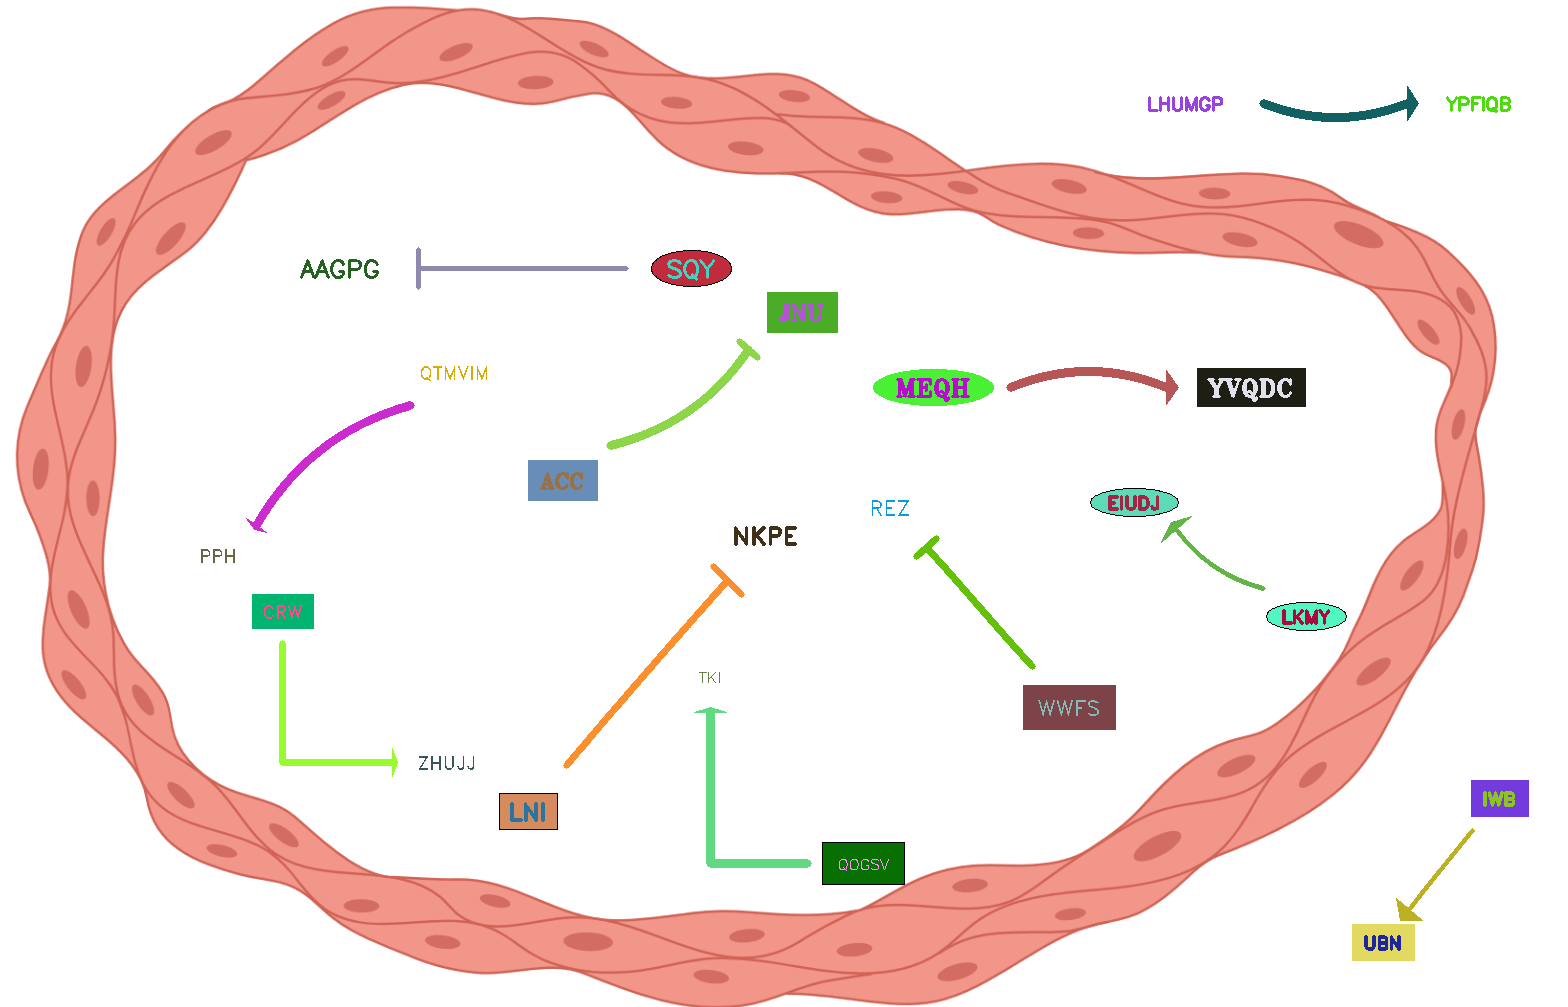 LHUMGP
YPFIQB
AAGPG
SQY
JNU
QTMVIM
MEQH
YVQDC
ACC
EIUDJ
REZ
NKPE
PPH
CRW
LKMY
TKI
WWFS
ZHUJJ
LNI
IWB
QOGSV
UBN